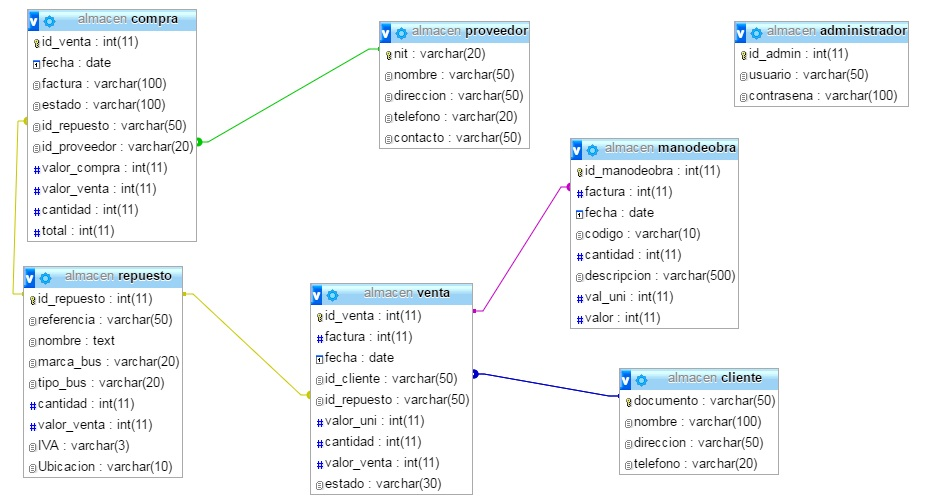 almacen compra
id_venta : int(11)
fecha : date
factura : varchar(100)
estado : varchar(100)
id_repuesto : varchar(50)
id_proveedor : varchar(20)
valor_compra : int(11)
valor_venta : int(11)
cantidad : int(11)
total : int(11)
almacen proveedor
nit : varchar(20)
nombre : varchar(50)
direccion : varchar(50)
telefono : varchar(20)
contacto : varchar(50)
almacen administrador
id_admin : int(11)
usuario : varchar(50)
contrasena : varchar(100)
almacen manodeobra
id_manodeobra : int(11)
factura : int(11)
fecha : date
codigo : varchar(10)
cantidad : int(11)
descripcion : varchar(500)
val_uni : int(11)
valor : int(11)
almacen repuesto
id_repuesto : int(11)
referencia : varchar(50)
nombre : text
marca_bus : varchar(20)
tipo_bus : varchar(20)
cantidad : int(11)
valor_venta : int(11)
IVA : varchar(3)
Ubicacion : varchar(10)
almacen venta
id_venta : int(11)
factura : int(11)
fecha : date
id_cliente : varchar(50)
id_repuesto : varchar(50)
valor_uni : int(11)
cantidad : int(11)
valor_venta : int(11)
estado : varchar(30)
almacen cliente
documento : varchar(50)
nombre : varchar(100)
direccion : varchar(50)
telefono : varchar(20)